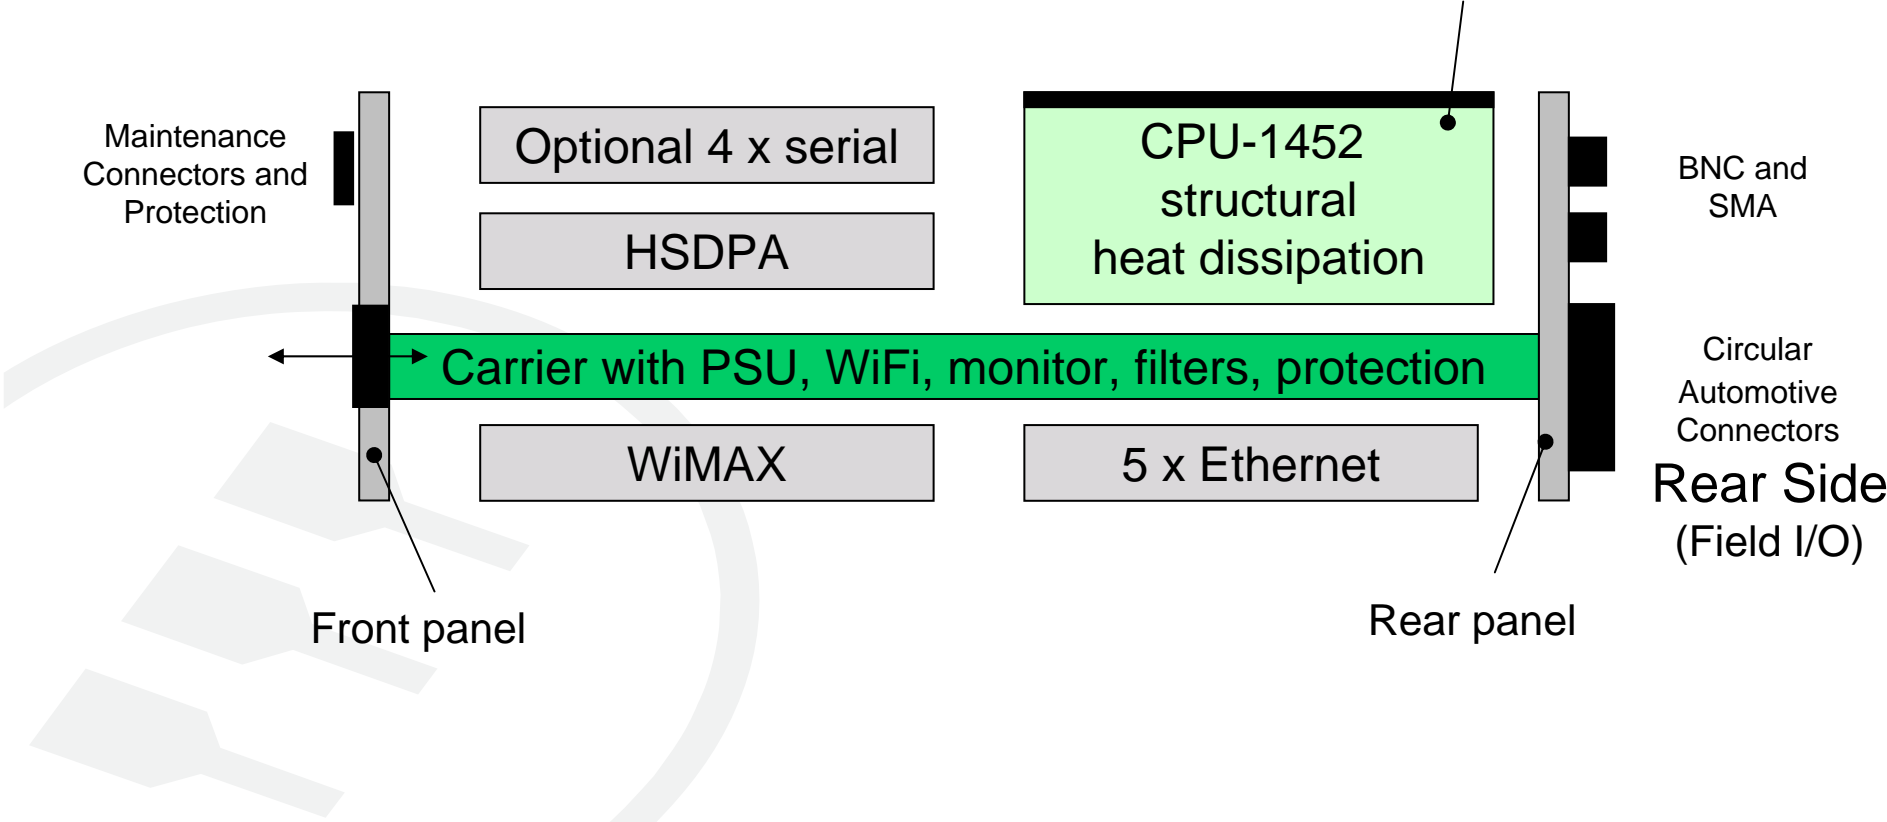 Maintenance
Connectors and
Protection
Optional 4 x serial
HSDPA
CPU-1452
structural
heat dissipation
BNC and
SMA
Carrier with PSU, WiFi, monitor, filters, protection
Circular
Automotive
Connectors
WiMAX
5 x Ethernet
Rear Side
(Field I/O)
Front panel
Rear panel